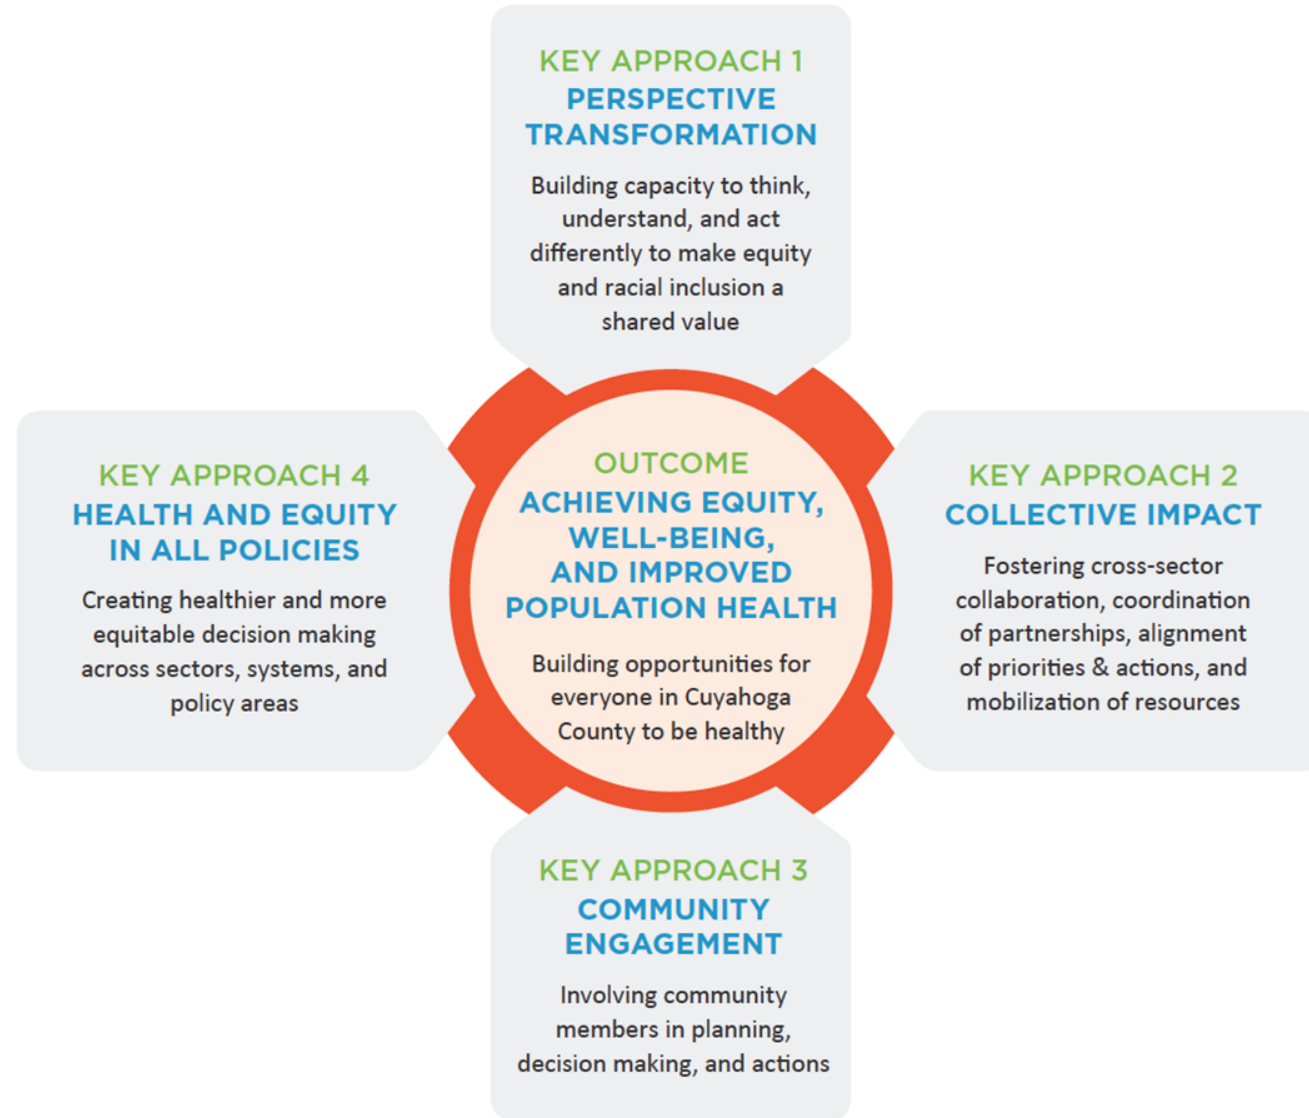 KEY APPROACH 1
PERSPECTIVE
TRANSFORMATION
Building capacity to think,
understand, and act
differently to make equity
and racial inclusion a
shared value
KEY APPROACH 4
HEALTH AND EQUITY
IN ALL POLICIES
Creating healthier and more
equitable decision making
across sectors, systems, and
policy areas
OUTCOME
ACHIEVING EQUITY,
WELL-BEING,
AND IMPROVED
POPULATION HEALTH
Building opportunities for
everyone in Cuyahoga
County to be healthy
KEY APPROACH 2
COLLECTIVE IMPACT
Fostering cross-sector
collaboration, coordination
of partnerships, alignment
of priorities & actions, and
mobilization of resources
KEY APPROACH 3
COMMUNITY
ENGAGEMENT
Involving community
members in planning,
decision making, and actions